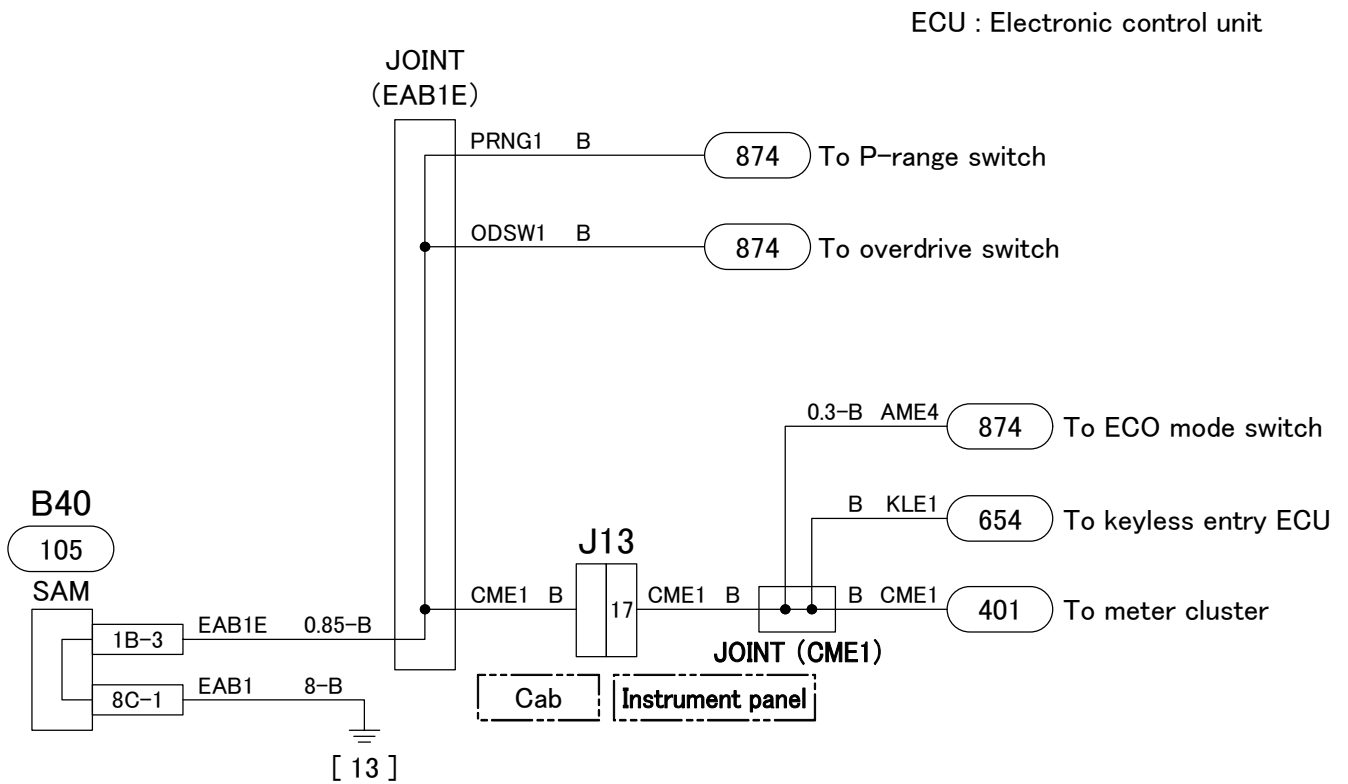 ECU : Electronic control unit
JOINT
(EAB1E)
PRNG1 B
874 To P-range switch
ODSW1 B
874 To overdrive switch
0.3-B AME4
874 To ECO mode switch
B40
105
SAM
B KLE1
654 To keyless entry ECU
J13
CME1 B
17
CME1 B
B CME1
401 To meter cluster
JOINT (CME1)
1B-3
EAB1E 0.85-B
8C-1
EAB1 8-B
Cab
Instrument panel
[ 13 ]